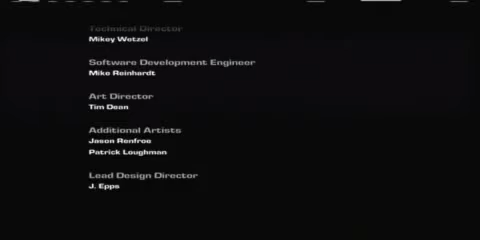 Technical Director
Mikey Wetzel
Software Development Engineer
Mike Reinhardt
Art Director
Tim Dean
Additional Artists
Jason Renfroe
Patrick Loughman
Lead Design Director
J. Epps